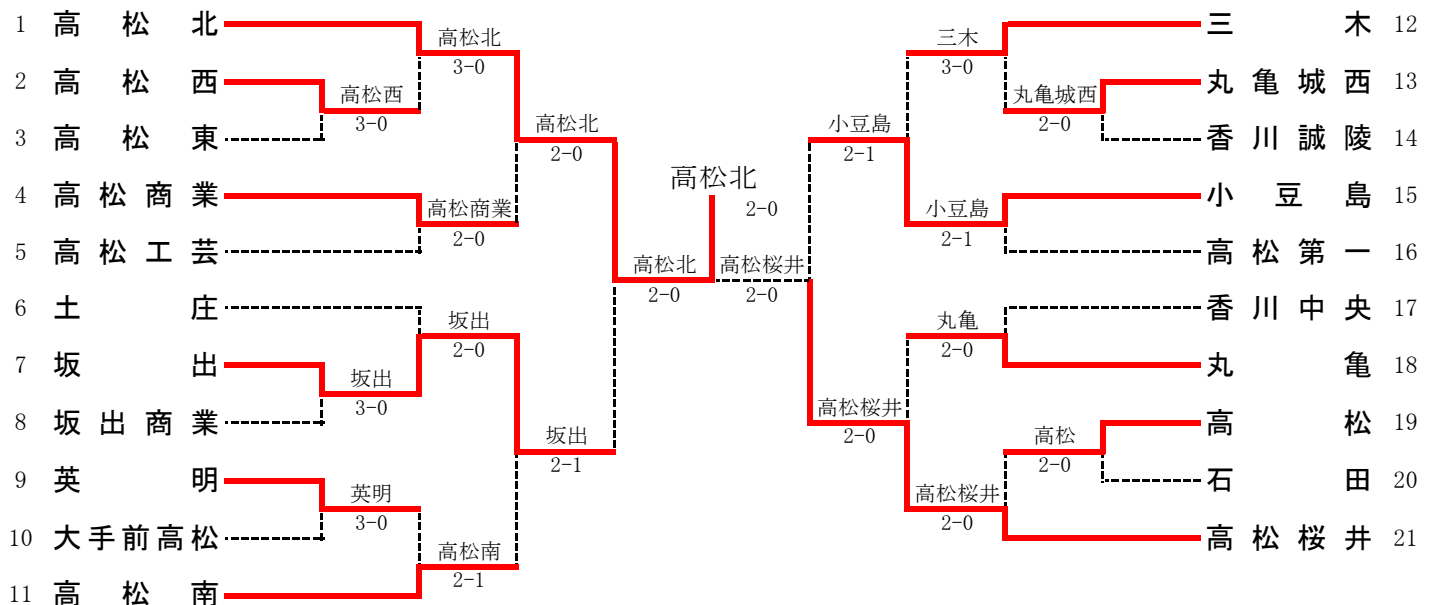 1 高松北
2 高松西
3 高松東
4 高松商業
5 高松工芸
6 土庄
7 坂出
8 坂出商業
9 英明
10 大手前高松
11 高松南
高松西
3-0
坂出
3-0
英明
3-0
高松北
3-0
高松商業
2-0
坂出
2-0
高松南
2-1
高松北
2-0
坂出
2-1
高松北
2-0
高松北
2-0
高松桜井
2-0
小豆島
2-1
高松桜井
2-0
三木
3-0
小豆島
2-1
丸亀
2-0
高松桜井
2-0
丸亀城西
2-0
高松
2-0
三木 12
丸亀城西 13
香川誠陵 14
小豆島 15
高松第一 16
香川中央 17
丸亀 18
高松 19
石田 20
高松桜井 21